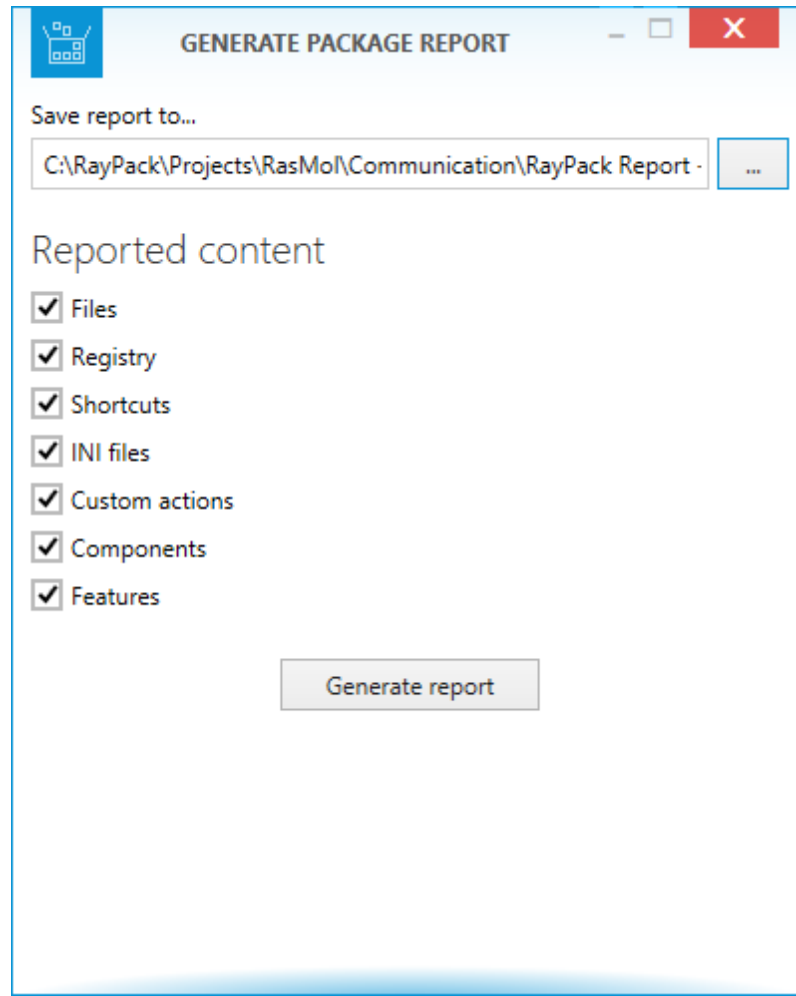 GENERATE PACKAGE REPORT
Save report to...
C:\RayPack\Projects\RasMol\Communication\RayPack Report -
...
Reported content
Files
Registry
Shortcuts
INI files
Custom actions
Components
Features
Generate report